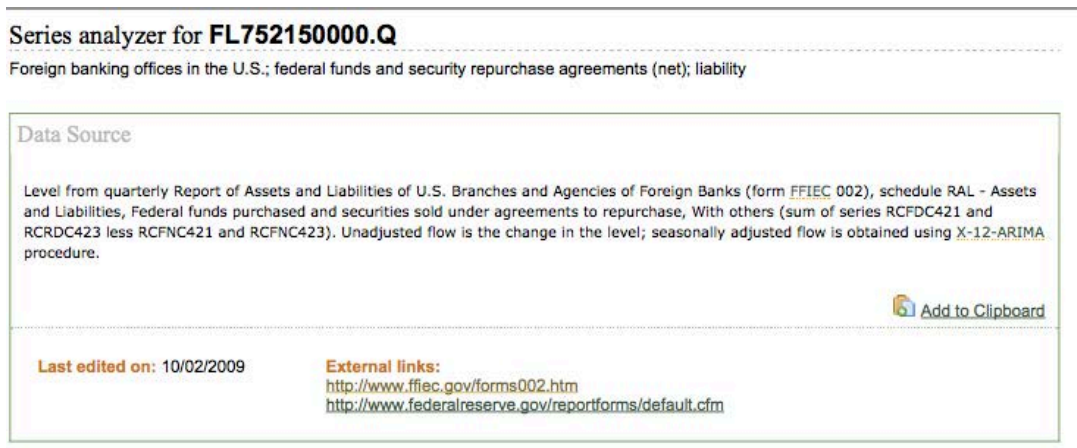 Series analyzer for FL752150000.Q
Foreign banking offices in the U.S.; federal funds and security repurchase agreements (net); liability
Data Source
Level from quarterly Report of Assets and Liabilities of U.S. Branches and Agencies of Foreign Banks (form FFIEC 002), schedule RAL - Assets
and Liabilities, Federal funds purchased and securities sold under agreements to repurchase, With others (sum of series RCFDC421 and
RCRDC423 less RCFNC421 and RCFNC423). Unadjusted flow is the change in the level; seasonally adjusted flow is obtained using X-12-ARIMA
procedure.
Add to Clipboard
Last edited on: 10/02/2009
External links:
http://www.ffiec.gov/forms002.htm
http://www.federalreserve.gov/reportforms/default.cfm